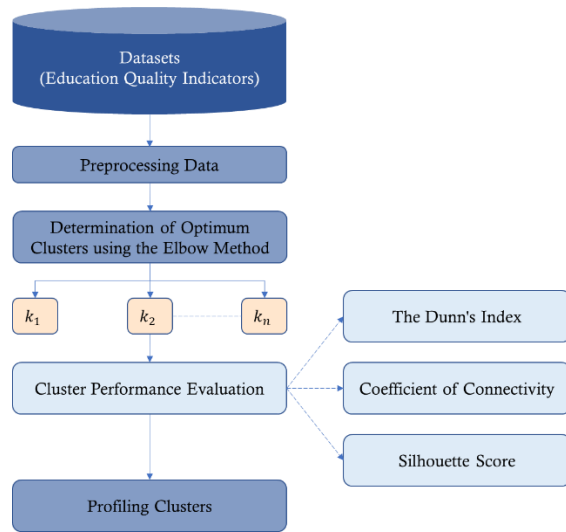 Datasets
(Education Quality Indicators)
Preprocessing Data
Determination of Optimum
Clusters using the Elbow Method
k₁
k₂
kₙ
The Dunn's Index
Cluster Performance Evaluation
Coefficient of Connectivity
Silhouette Score
Profiling Clusters